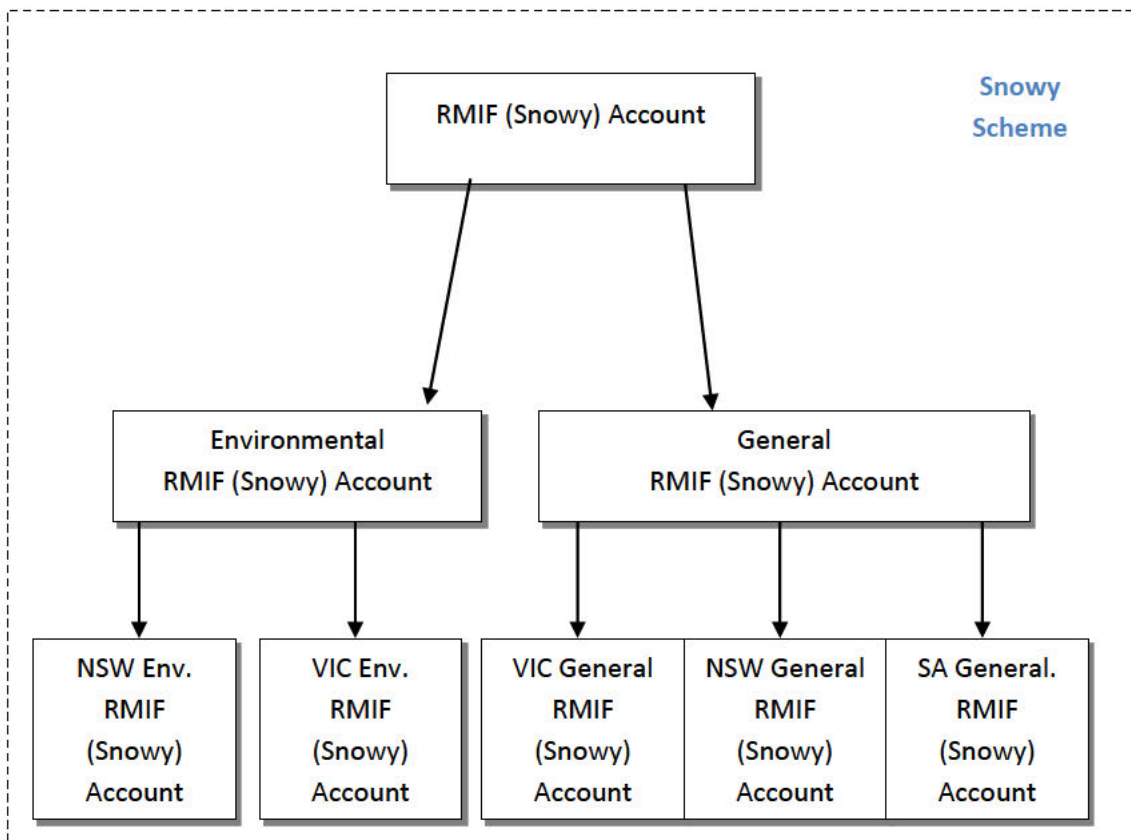 RMIF (Snowy) Account
Snowy
Scheme
Environmental
RMIF (Snowy) Account
General
RMIF (Snowy) Account
NSW Env.
RMIF
(Snowy)
Account
VIC Env.
RMIF
(Snowy)
Account
VIC General
RMIF
(Snowy)
Account
NSW General
RMIF
(Snowy)
Account
SA General.
RMIF
(Snowy)
Account